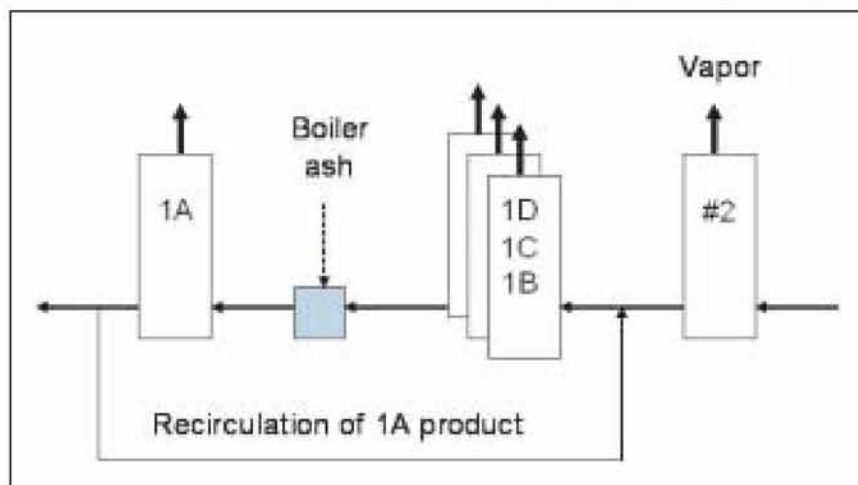 Vapor
Boiler
ash
1A
1D
1C
1B
#2
Recirculation of 1A product